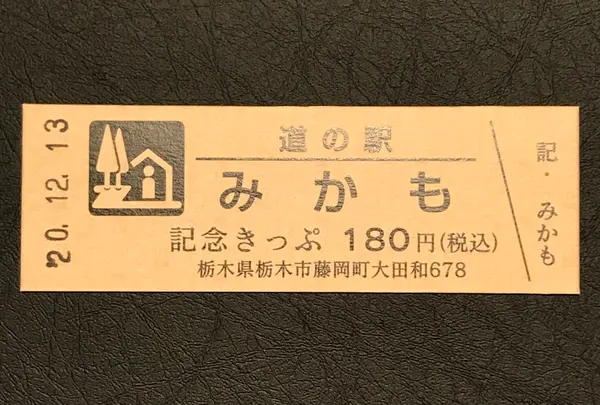 20.12.13
道の駅
みかも
記念きっぷ 180円(税込)
栃木県栃木市藤岡町大田和678
記・みかも